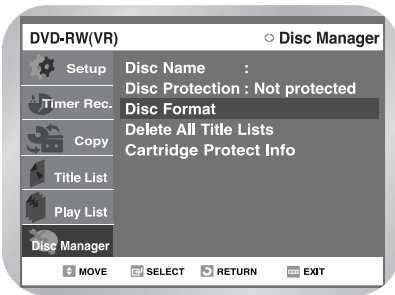 DVD-RW(VR) Disc Manager
Setup
Timer Rec.
Copy
Title List
Play List
Disc Manager
Disc Name :
Disc Protection : Not protected
Disc Format
Delete All Title Lists
Cartridge Protect Info
MOVE SELECT RETURN EXIT